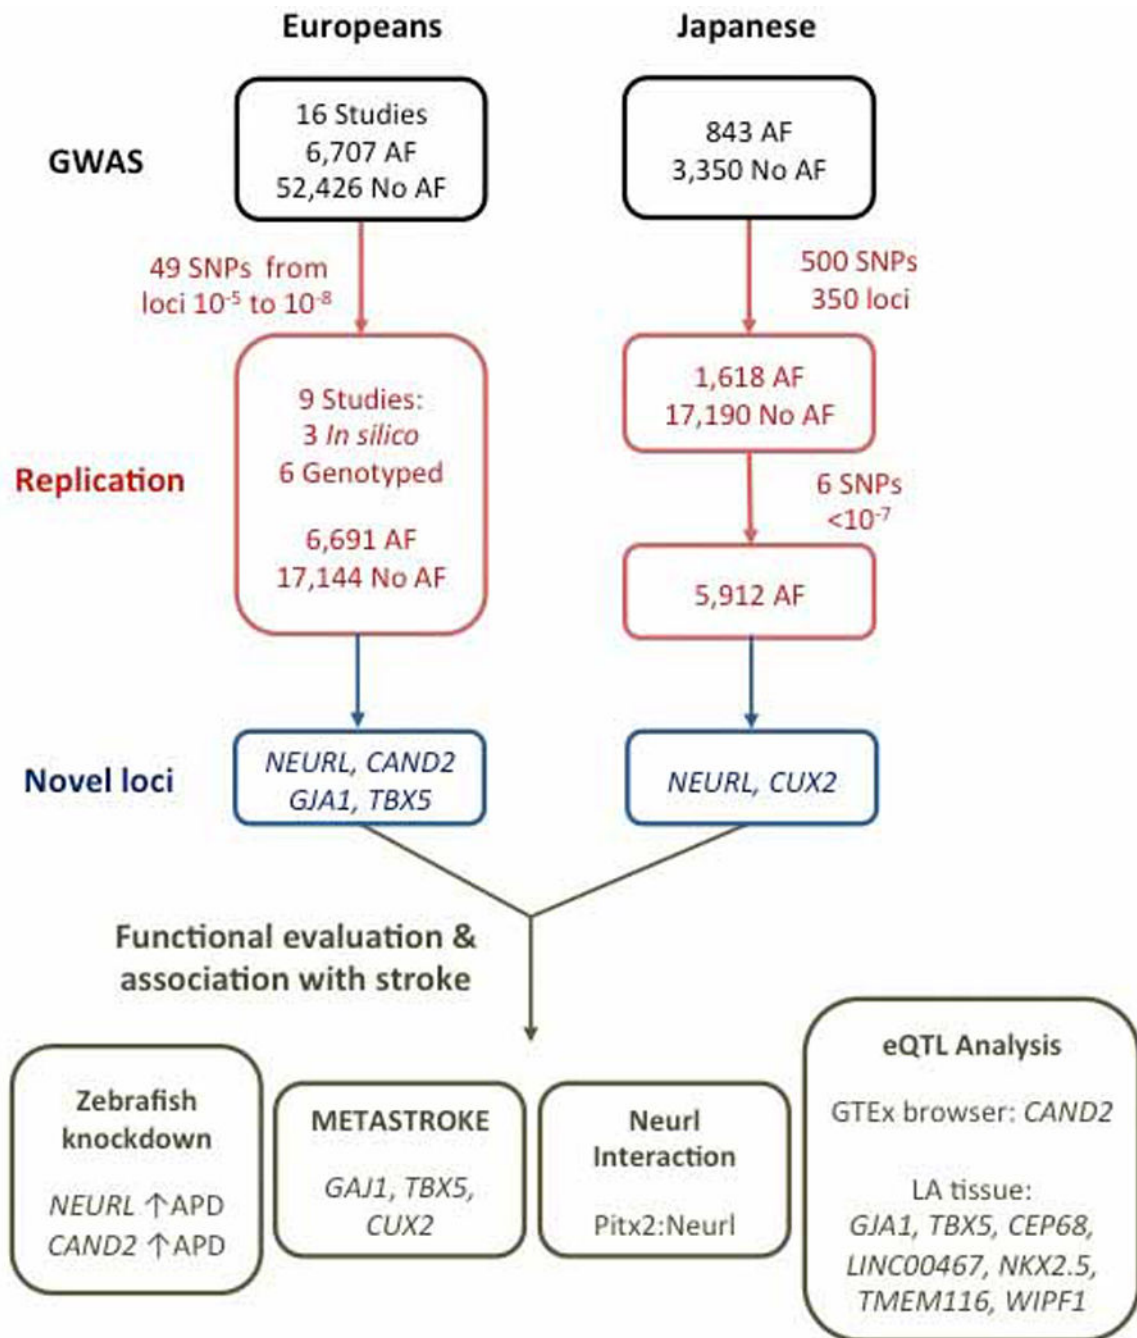 Europeans
Japanese
GWAS
16 Studies
6,707 AF
52,426 No AF
843 AF
3,350 No AF
49 SNPs from
loci 10⁻⁵ to 10⁻⁸
500 SNPs
350 loci
Replication
9 Studies:
3 In silico
6 Genotyped
6,691 AF
17,144 No AF
1,618 AF
17,190 No AF
6 SNPs
<10⁻⁷
5,912 AF
Novel loci
NEURL, CAND2
GJA1, TBX5
NEURL, CUX2
Functional evaluation &
association with stroke
Zebrafish
knockdown
NEURL ↑APD
CAND2 ↑APD
METASTROKE
GAJ1, TBX5,
CUX2
Neurl
Interaction
Pitx2:Neurl
eQTL Analysis
GTEx browser: CAND2
LA tissue:
GJA1, TBX5, CEP68,
LINC00467, NKX2.5,
TMEM116, WIPF1